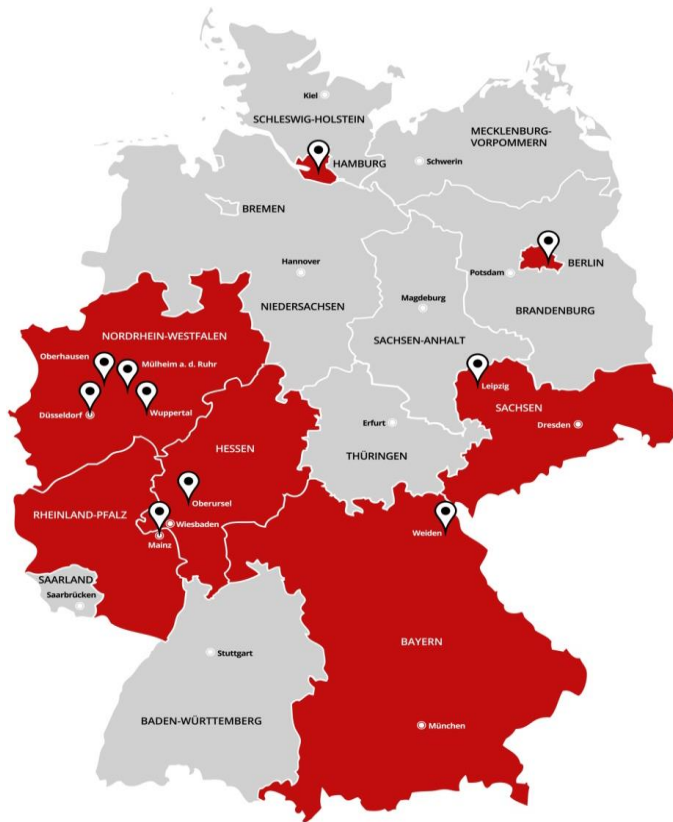 Kiel
SCHLESWIG-HOLSTEIN
MECKLENBURG-
VORPOMMERN
Schwerin
HAMBURG
BREMEN
Hannover
NIEDERSACHSEN
Potsdam
BERLIN
BRANDENBURG
Magdeburg
SACHSEN-ANHALT
NORDRHEIN-WESTFALEN
Oberhausen
Mülheim a. d. Ruhr
Düsseldorf
Wuppertal
Leipzig
SACHSEN
Dresden
Erfurt
THÜRINGEN
HESSEN
Oberursel
RHEINLAND-PFALZ
Wiesbaden
Mainz
Weiden
SAARLAND
Saarbrücken
BAYERN
Stuttgart
BADEN-WÜRTTEMBERG
München